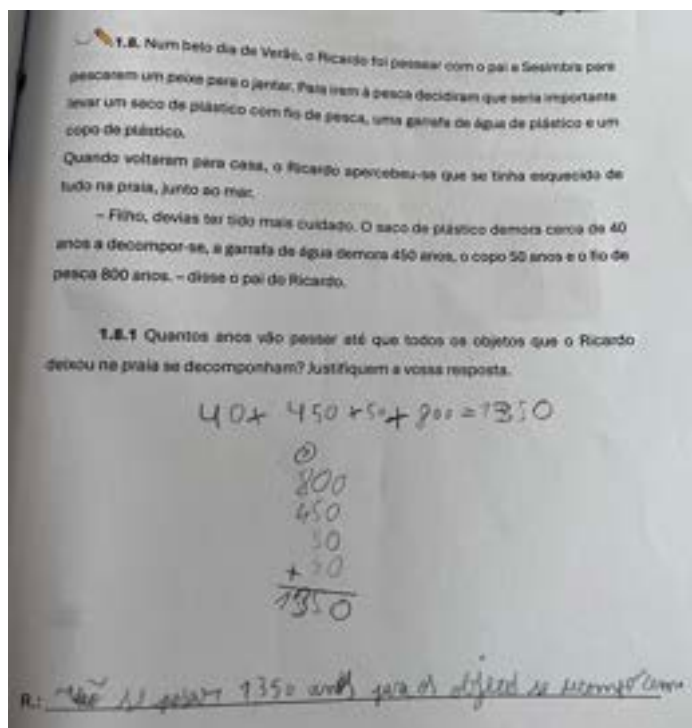 1.8. Num belo dia de Verão, o Ricardo foi passear com o pai a Sesimbra para
pescarem um peixe para o jantar. Para irem à pesca decidiram que seria importante
levar um saco de plástico com fio de pesca, uma garrafa de água de plástico e um
copo de plástico.
Quando voltaram para casa, o Ricardo apercebeu-se que se tinha esquecido de
tudo na praia, junto ao mar.
– Filho, devias ter tido mais cuidado. O saco de plástico demora cerca de 40
anos a decompor-se, a garrafa de água demora 450 anos, o copo 50 anos e o fio de
pesca 800 anos. – disse o pai do Ricardo.
1.8.1 Quantos anos vão passar até que todos os objetos que o Ricardo
deixou na praia se decomponham? Justifiquem a vossa resposta.
40+ 450+50+800=1350
800
450
50
+50
1350
R.: 1350 anos para os se